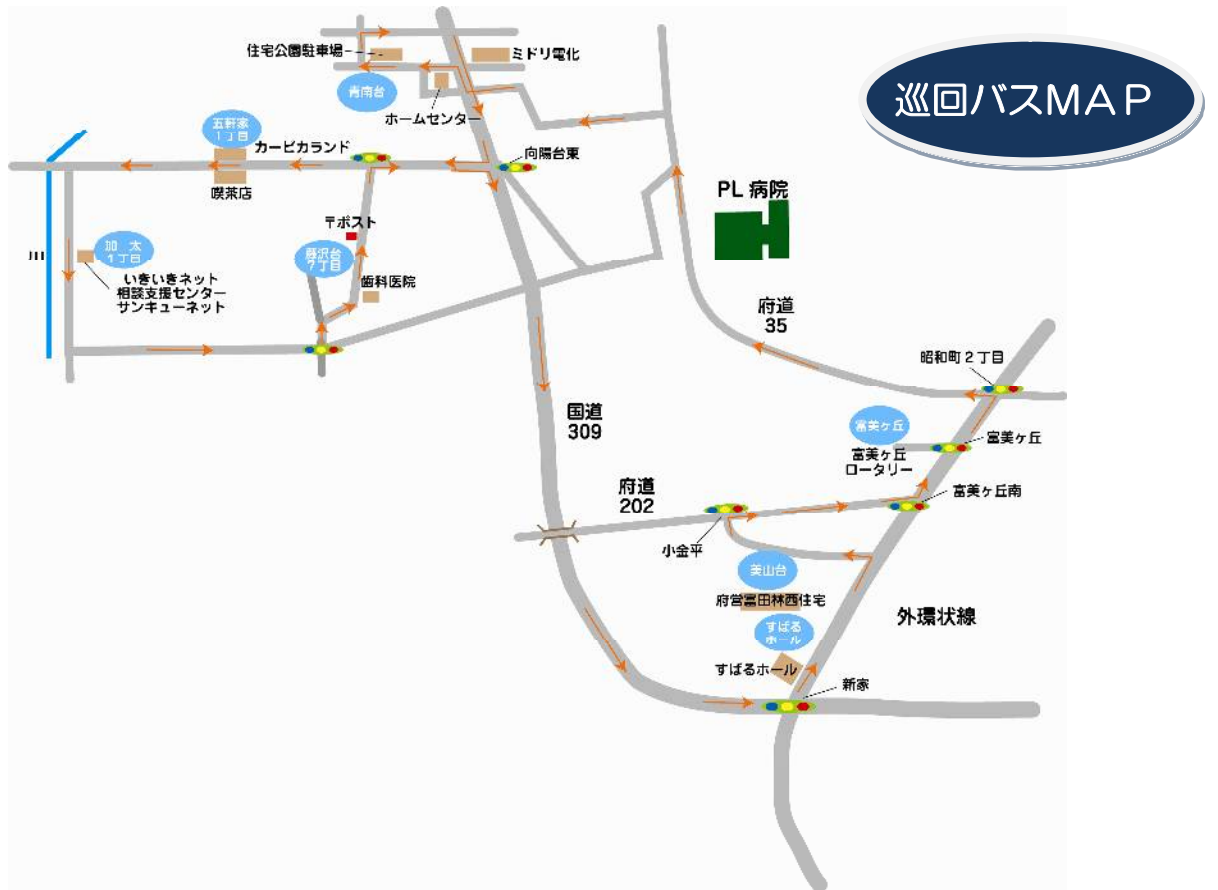 巡回バスMAP
住宅公園駐車場
ミドリ電化
青南台
ホームセンター
五軒家
1丁目
カーピカランド
向陽台東
喫茶店
PL 病院
〒ポスト
加 太
1丁目
藤沢台
7丁目
川
いきいきネット
相談支援センター
サンキューネット
歯科医院
府道
35
昭和町2丁目
国道
309
富美ヶ丘
富美ヶ丘
富美ヶ丘
ロータリー
府道
202
富美ヶ丘南
小金平
美山台
府営富田林西住宅
外環状線
すばる
ホール
すばるホール
新家